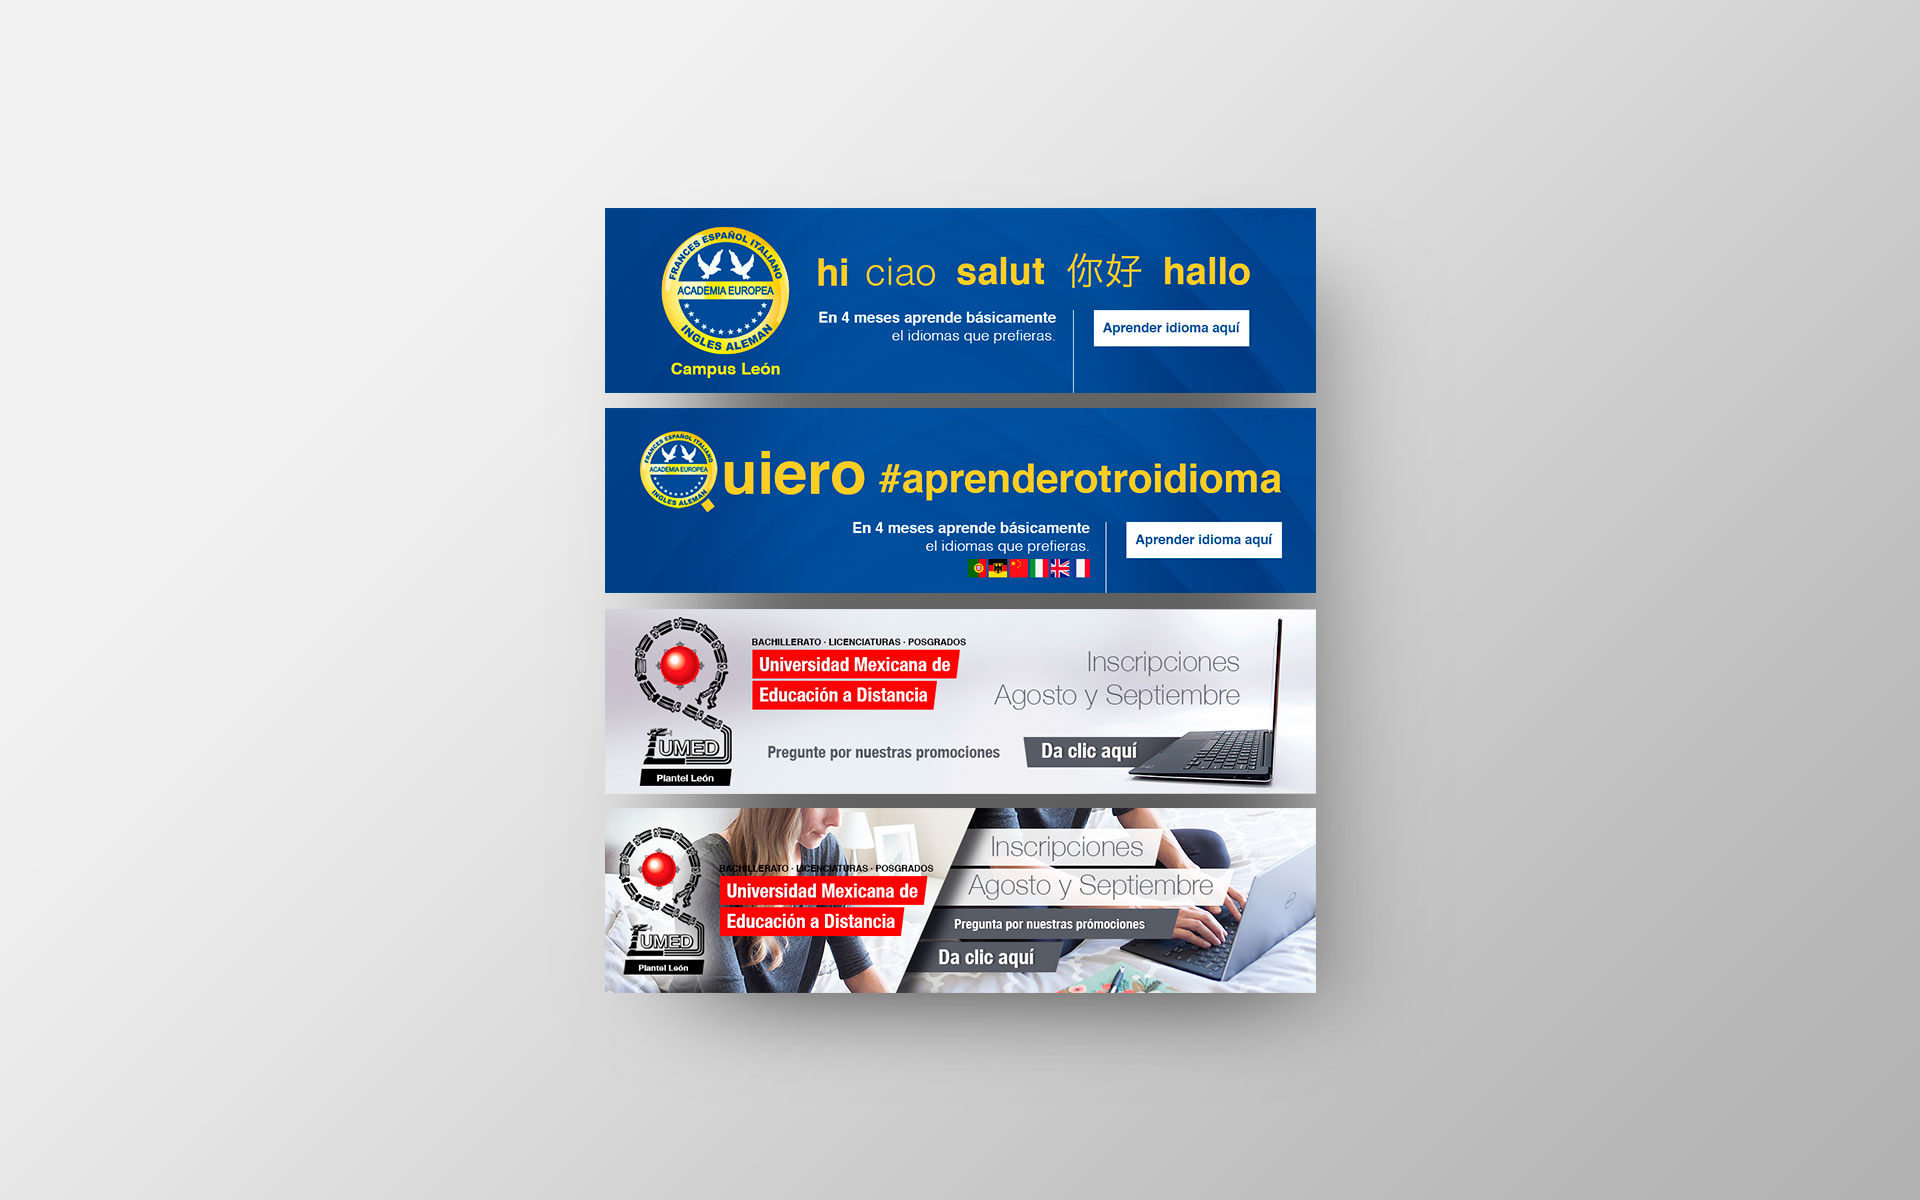 FRANCES ESPAÑOL ITALIANO
ACADEMIA EUROPEA
INGLES ALEMAN
Campus León
hi ciao salut 你好 hallo
En 4 meses aprende básicamente
el idiomas que prefieras.
Aprender idioma aquí
FRANCES ESPAÑOL ITALIANO
ACADEMIA EUROPEA
INGLES ALEMAN
Quiero #aprenderotroidioma
En 4 meses aprende básicamente
el idiomas que prefieras.
Aprender idioma aquí
UMED
Plantel León
BACHILLERATO · LICENCIATURAS · POSGRADOS
Universidad Mexicana de
Educación a Distancia
Inscripciones
Agosto y Septiembre
Pregunte por nuestras promociones
Da clic aquí
UMED
Plantel León
BACHILLERATO · LICENCIATURAS · POSGRADOS
Universidad Mexicana de
Educación a Distancia
Inscripciones
Agosto y Septiembre
Pregunta por nuestras prómociones
Da clic aquí